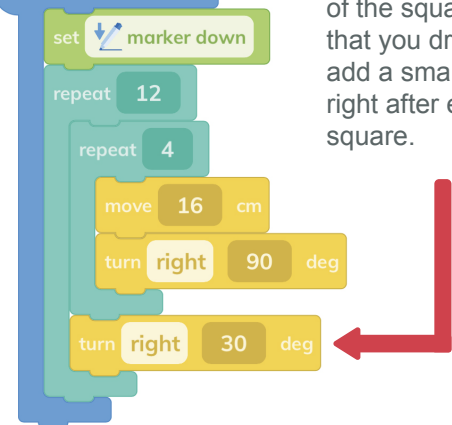 of the squa
that you dr
add a sma
right after e
square.
set marker down
repeat 12
repeat 4
move 16 cm
turn right 90 deg
turn right 30 deg